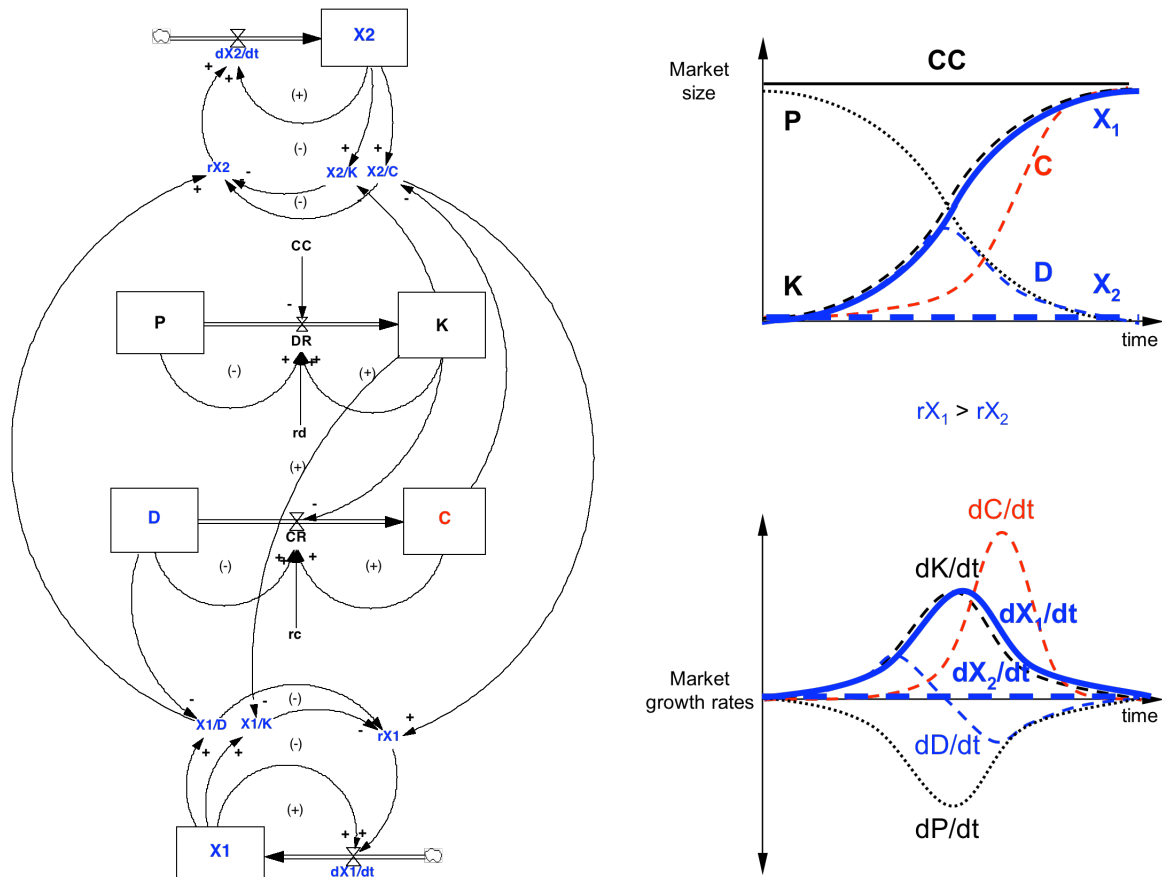 X2
dX2/dt
+
+
(+)
(-)
+
+
rX2
-
-
X2/K
X2/C
+
(-)
-
-
CC
-
P
K
DR
+
++
(-)
(+)
rd
(+)
-
D
C
CR
+
+
+
(-)
(+)
rc
-
-
(-)
X1/D
X1/K
+
-
-
rX1
+
+
(-)
(+)
+
+
X1
dX1/dt
Market
size
CC
P
X1
C
K
D
X2
time
rX1 > rX2
dC/dt
dK/dt
dX1/dt
dX2/dt
Market
growth rates
time
dD/dt
dP/dt